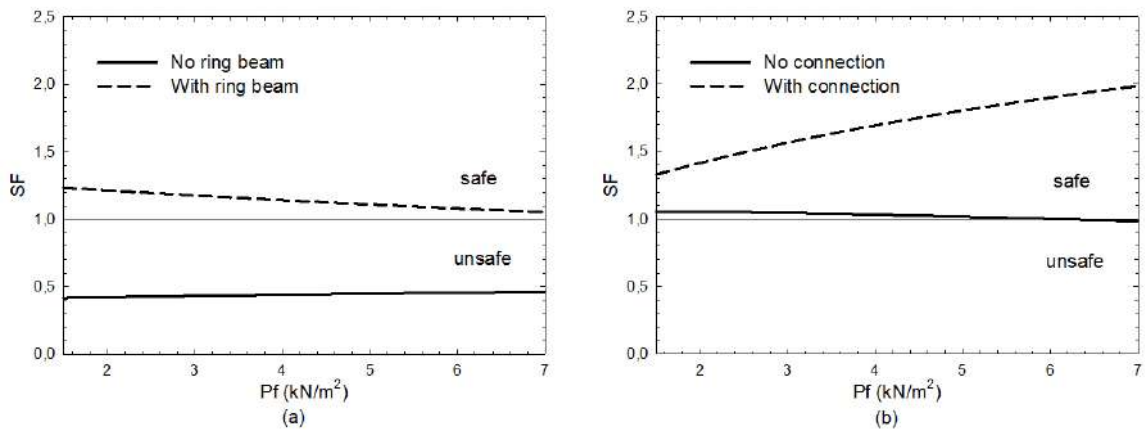 2,5
2,0
1,5
1,0
0,5
0,0
SF
No ring beam
With ring beam
safe
unsafe
2 3 4 5 6 7
Pf (kN/m²)
(a)
2,5
2,0
1,5
1,0
0,5
0,0
SF
No connection
With connection
safe
unsafe
2 3 4 5 6 7
Pf (kN/m²)
(b)